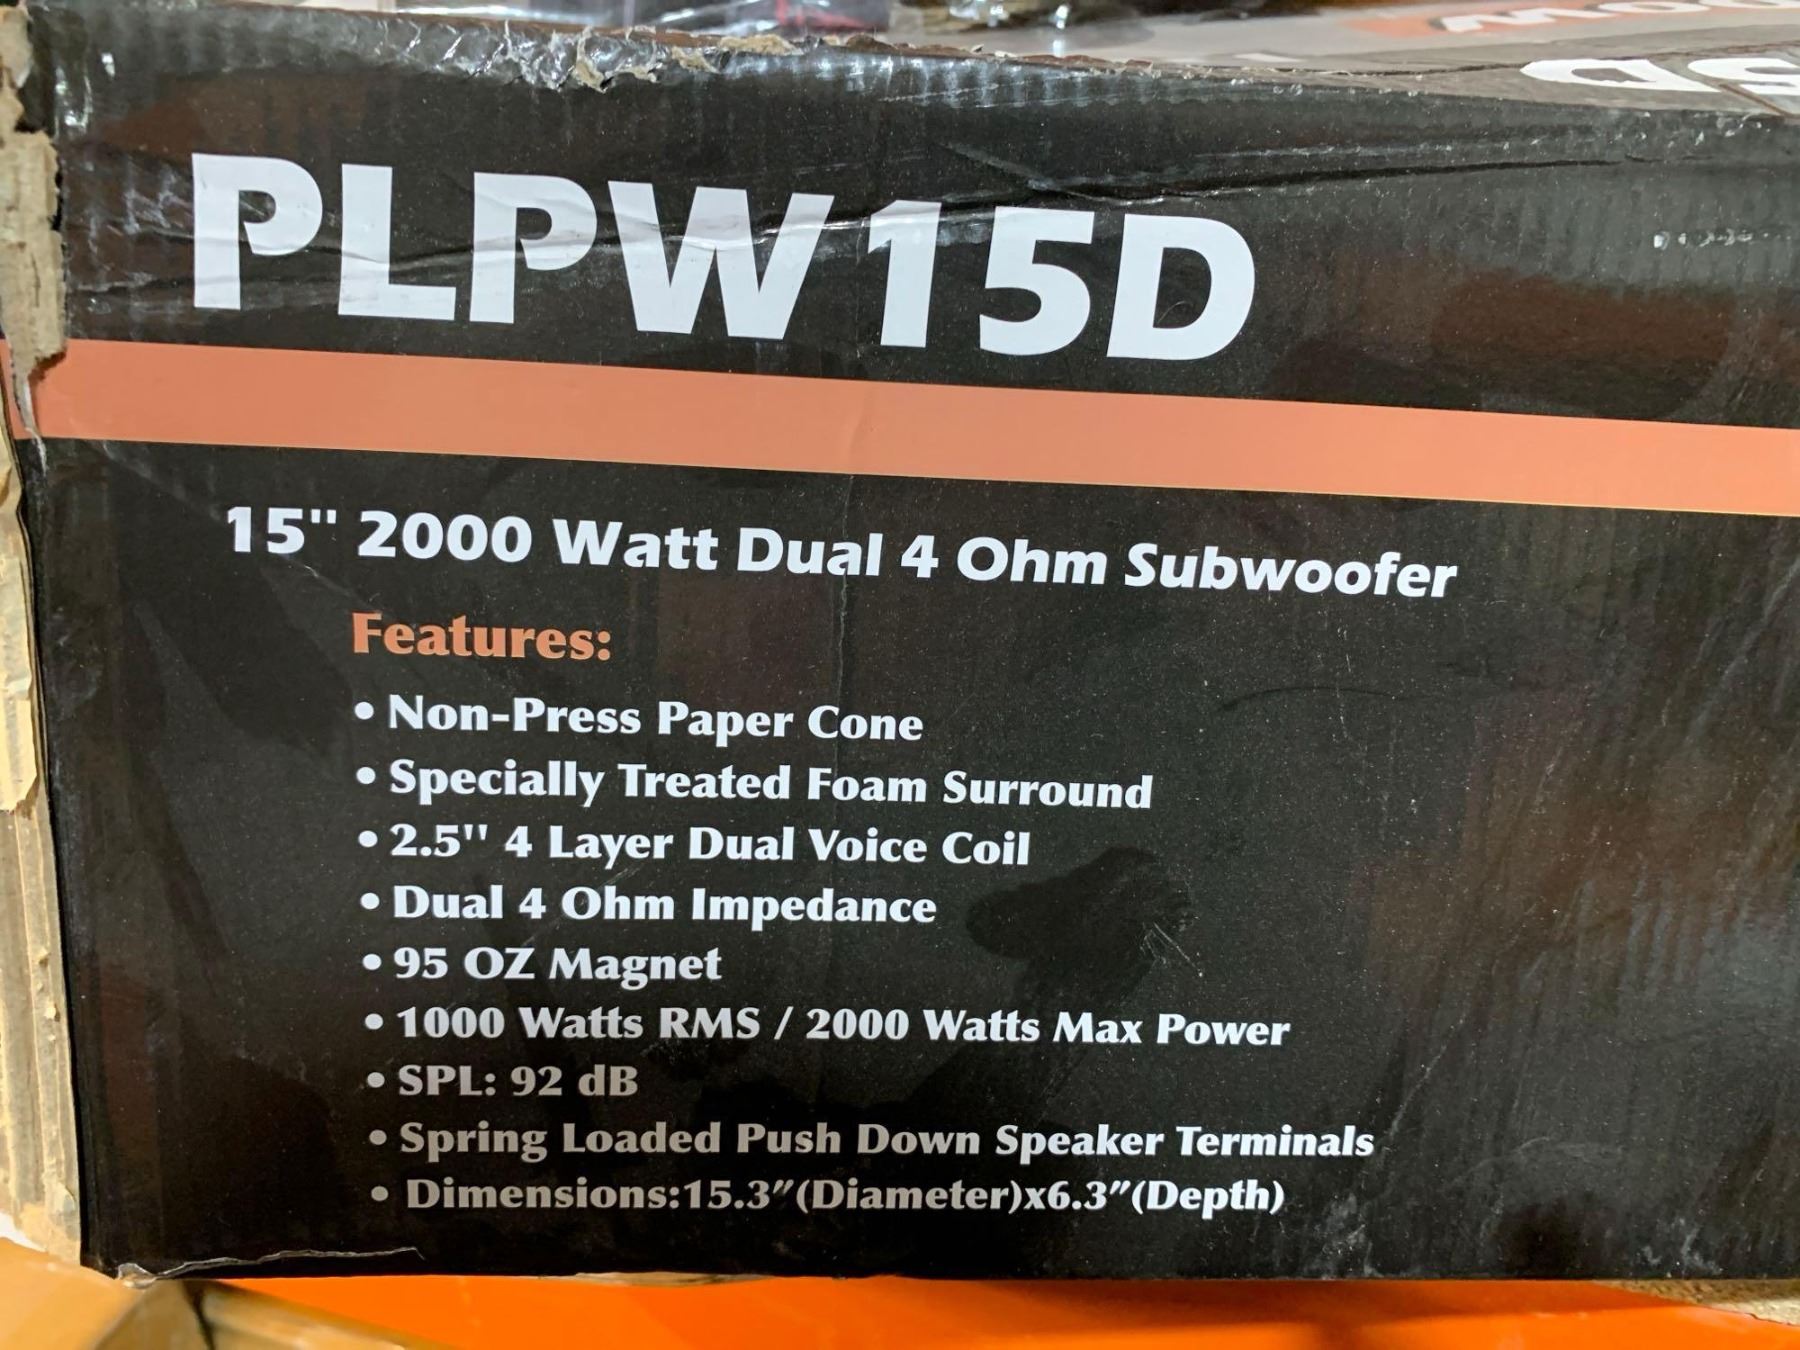 PLPW15D
15" 2000 Watt Dual 4 Ohm Subwoofer
Features:
• Non-Press Paper Cone
• Specially Treated Foam Surround
• 2.5'' 4 Layer Dual Voice Coil
• Dual 4 Ohm Impedance
• 95 OZ Magnet
• 1000 Watts RMS / 2000 Watts Max Power
• SPL: 92 dB
• Spring Loaded Push Down Speaker Terminals
• Dimensions:15.3”(Diameter)x6.3”(Depth)